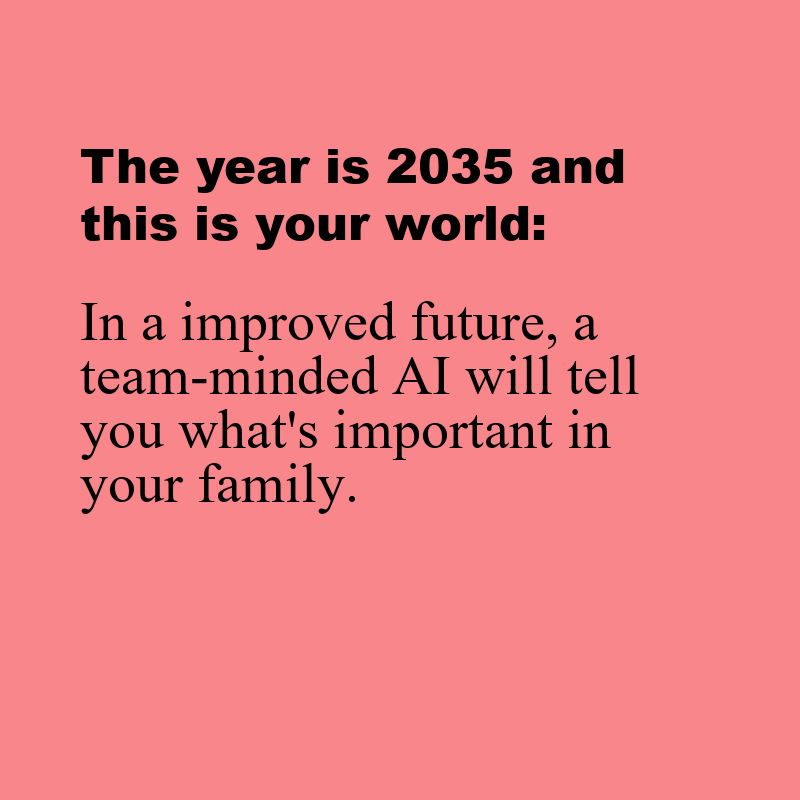 The year is 2035 and
this is your world:
In a improved future, a
team-minded AI will tell
you what's important in
your family.